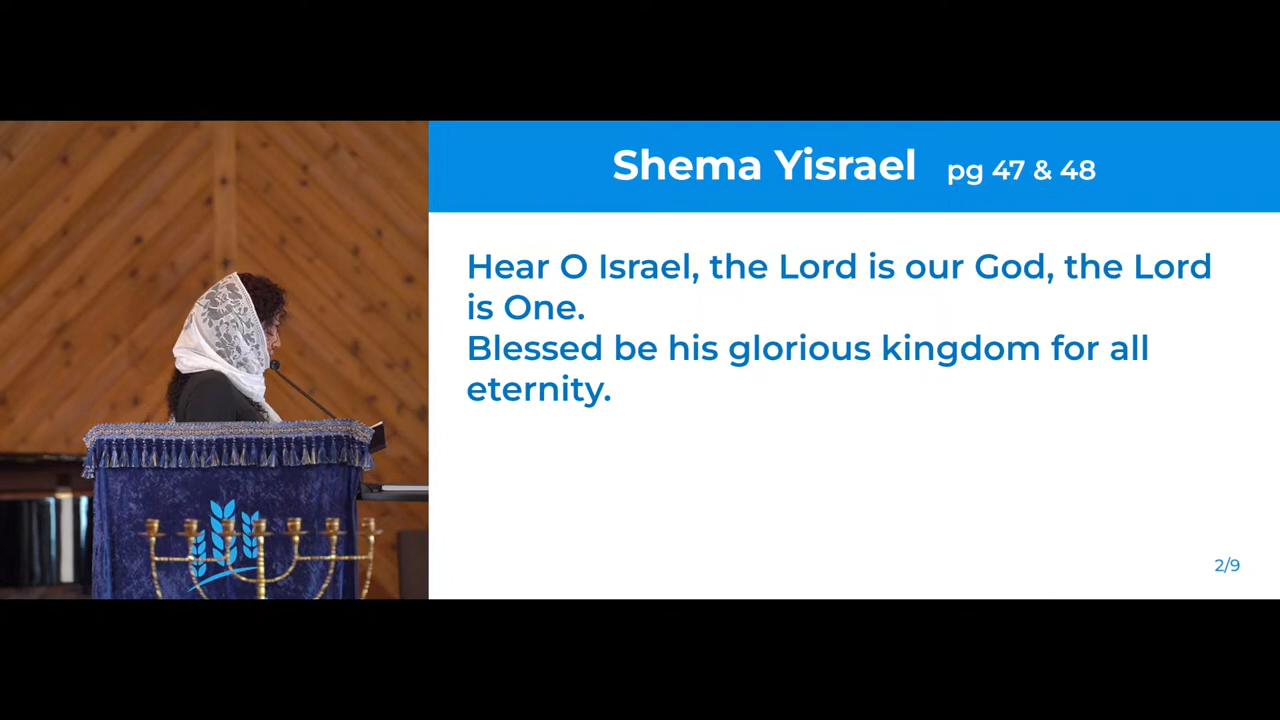 Shema Yisrael pg 47 & 48
Hear O Israel, the Lord is our God, the Lord
is One.
Blessed be his glorious kingdom for all
eternity.
2/9